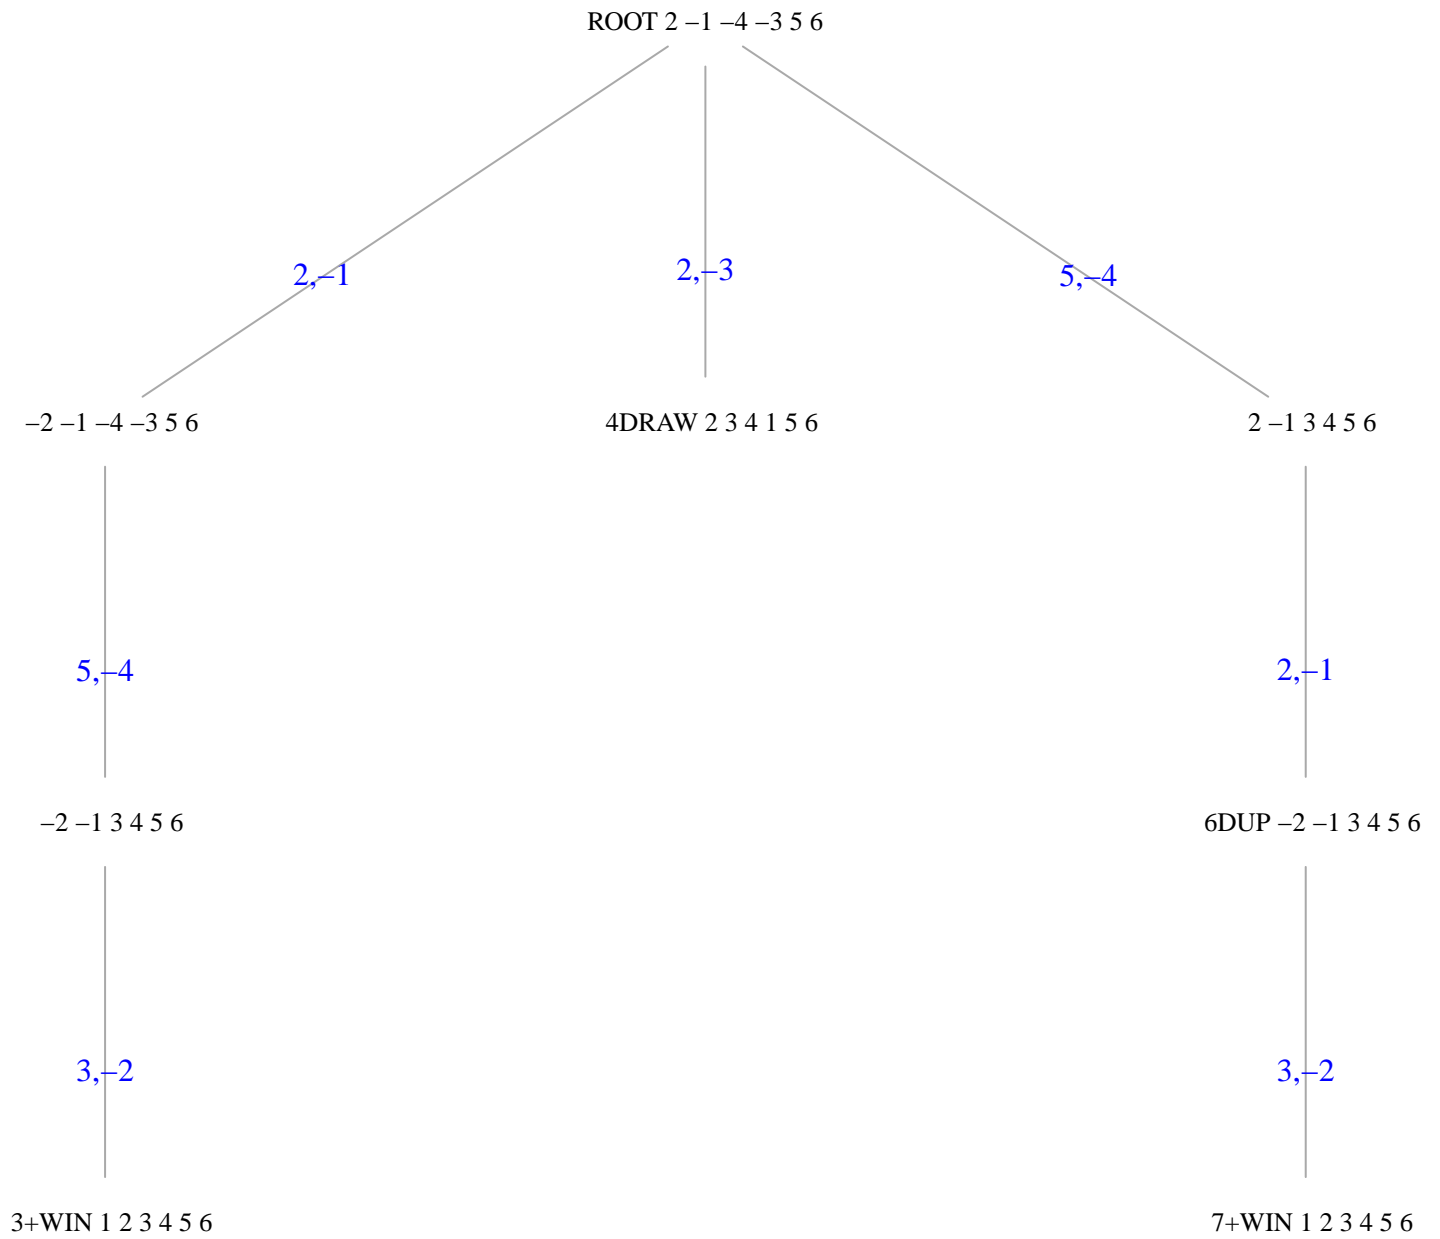 ROOT 2 –1 –4 –3 5 6
2,–1
2,–3
5,–4
–2 –1 –4 –3 5 6
4DRAW 2 3 4 1 5 6
2 –1 3 4 5 6
5,–4
2,–1
–2 –1 3 4 5 6
6DUP –2 –1 3 4 5 6
3,–2
3,–2
3+WIN 1 2 3 4 5 6
7+WIN 1 2 3 4 5 6